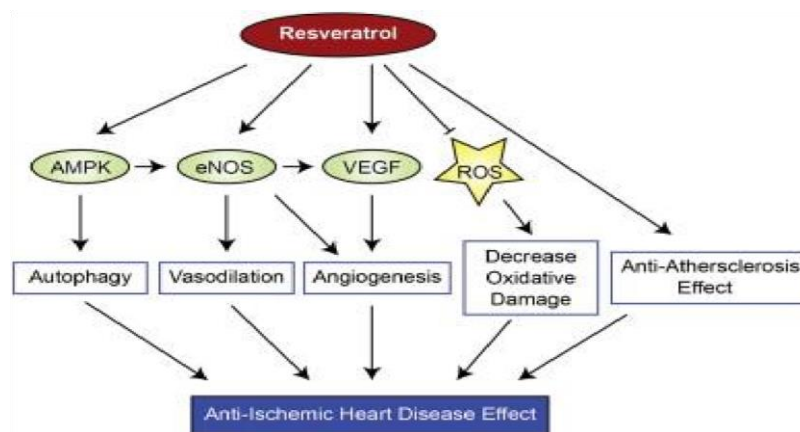 Resveratrol
AMPK
eNOS
VEGF
ROS
Autophagy
Vasodilation
Angiogenesis
Decrease
Oxidative
Damage
Anti-Athersclerosis
Effect
Anti-Ischemic Heart Disease Effect